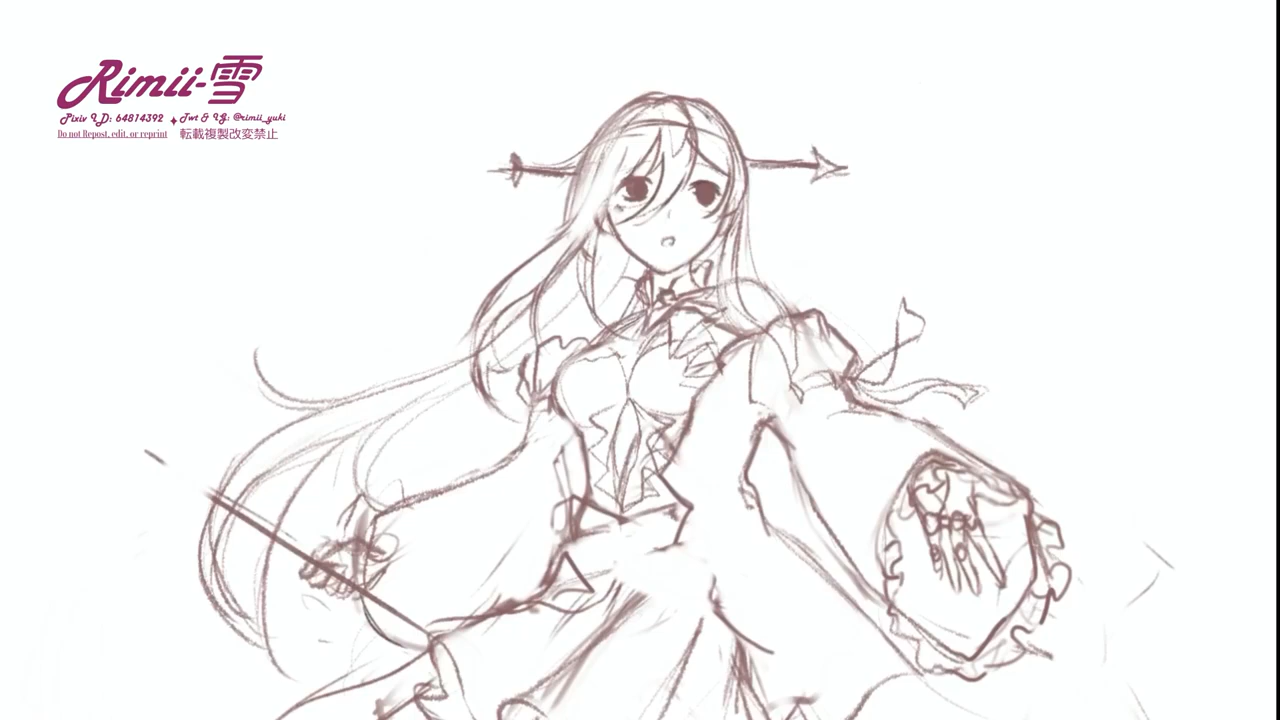 Rimii-雪
Pixiv ID: 64814392 ✦ Twt & IG: @rimii_yuki
Do not Repost, edit, or reprint 転載複製改変禁止